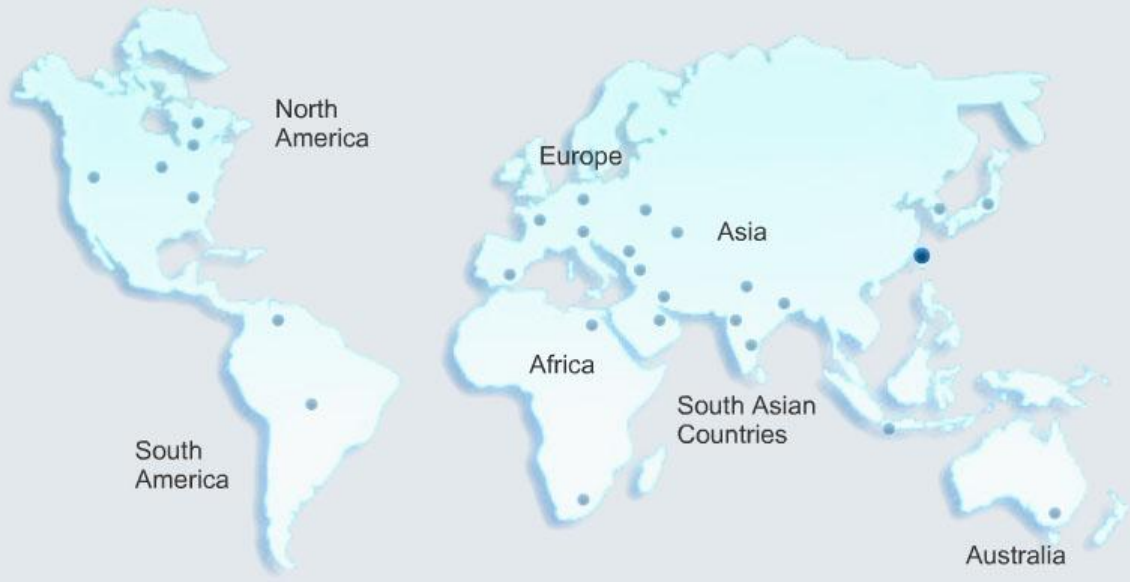 North
America
Europe
Asia
Africa
South Asian
Countries
South
America
Australia